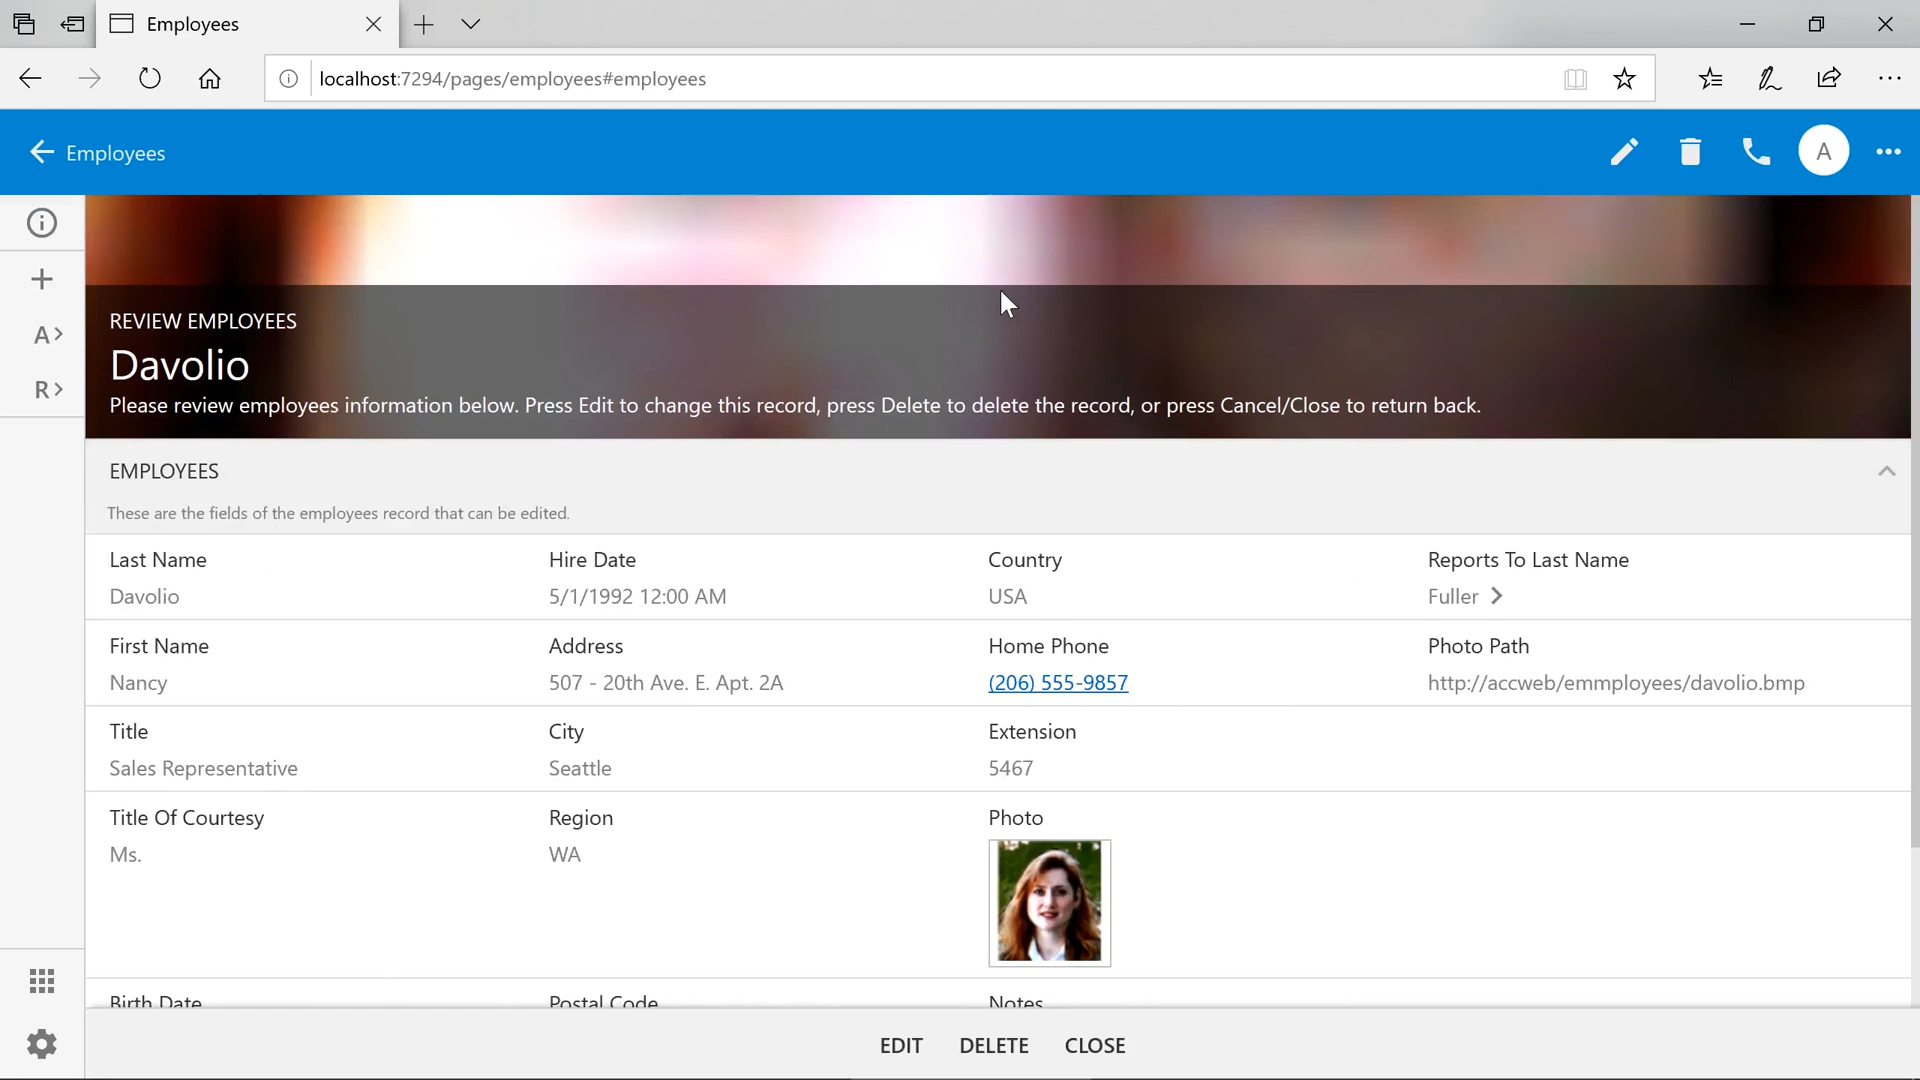 Employees
localhost:7294/pages/employees#employees
Employees
A
A>
R>
REVIEW EMPLOYEES
Davolio
Please review employees information below. Press Edit to change this record, press Delete to delete the record, or press Cancel/Close to return back.
EMPLOYEES
These are the fields of the employees record that can be edited.
Last Name Hire Date Country Reports To Last Name
Davolio 5/1/1992 12:00 AM USA Fuller
First Name Address Home Phone Photo Path
Nancy 507 - 20th Ave. E. Apt. 2A (206) 555-9857 http://accweb/emmployees/davolio.bmp
Title City Extension
Sales Representative Seattle 5467
Title Of Courtesy Region Photo
Ms. WA
Birth Date Postal Code Notes
EDIT DELETE CLOSE